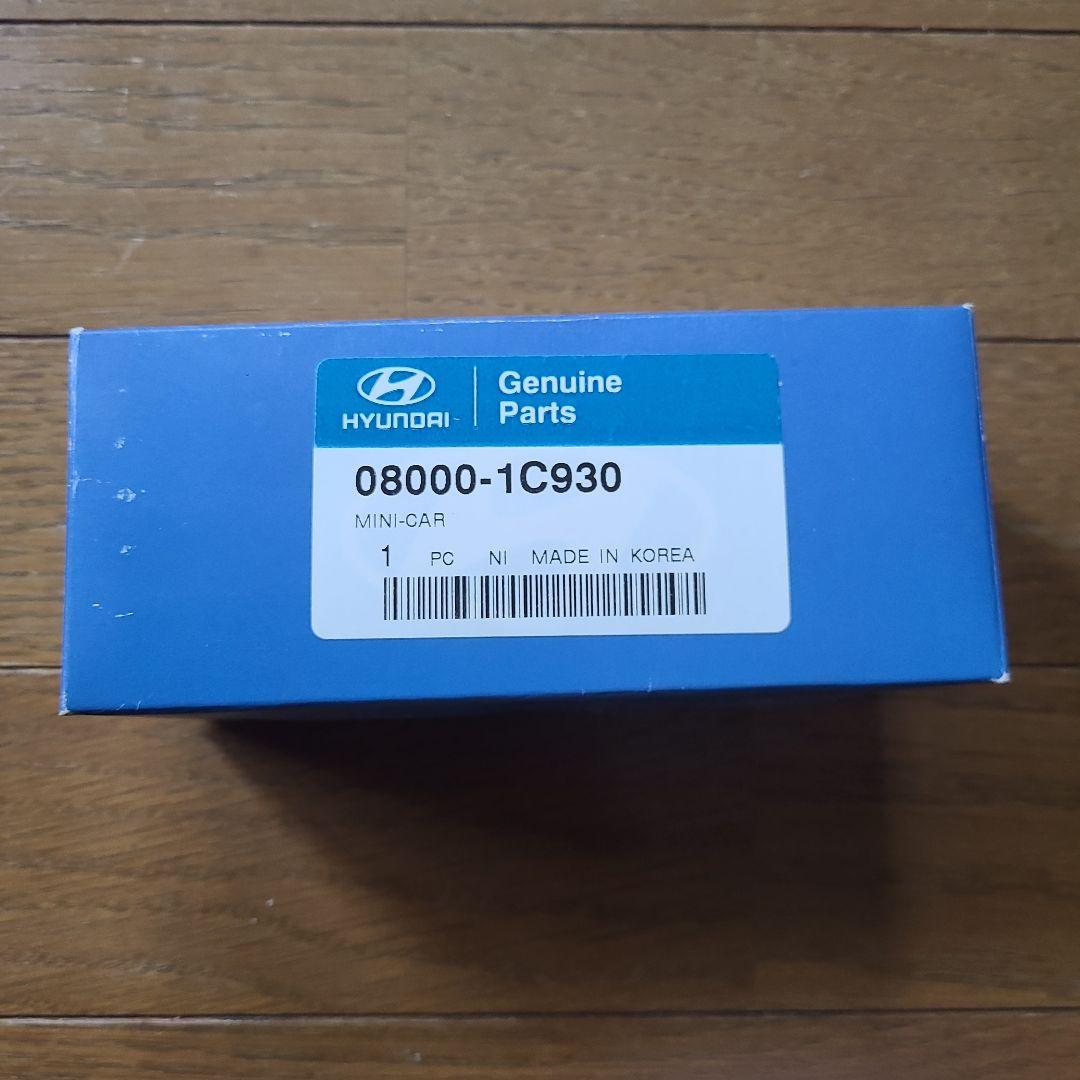 HYUNDAI
Genuine
Parts
08000-1C930
MINI-CAR
1 PC NI MADE IN KOREA